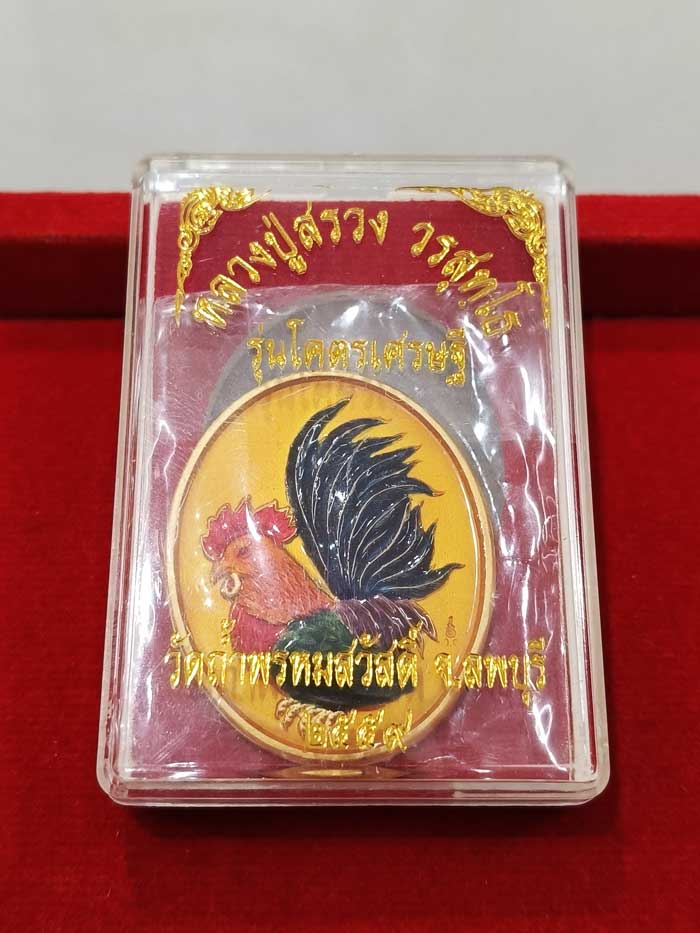 หลวงปู่สรวง วรสุทฺโธ
รุ่นโคตรเศรษฐี
วัดถ้ำพรหมสวัสดิ์ จ.ลพบุรี
๒๕๕๙